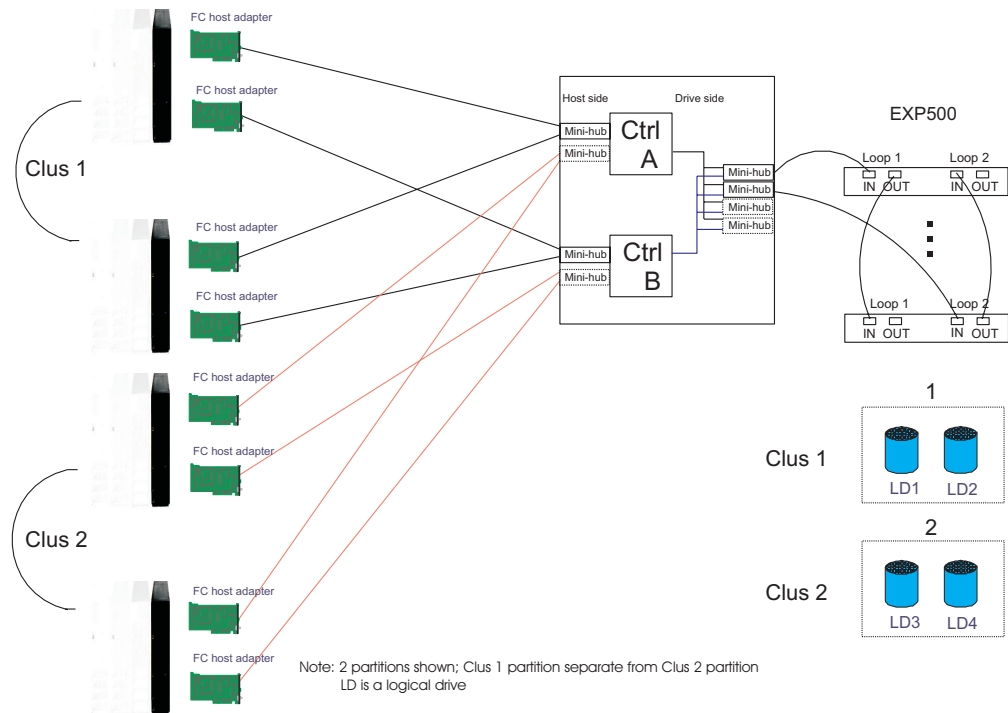 FC host adapter
FC host adapter
Clus 1
FC host adapter
FC host adapter
FC host adapter
FC host adapter
Clus 2
FC host adapter
FC host adapter
Host side
Drive side
Mini-hub
Mini-hub
Ctrl
A
Mini-hub
Mini-hub
Mini-hub
Mini-hub
Mini-hub
Mini-hub
Ctrl
B
EXP500
Loop 1
Loop 2
IN OUT
IN OUT
Loop 1
Loop 2
IN OUT
IN OUT
1
Clus 1
LD1
LD2
2
Clus 2
LD3
LD4
Note: 2 partitions shown; Clus 1 partition separate from Clus 2 partition
LD is a logical drive